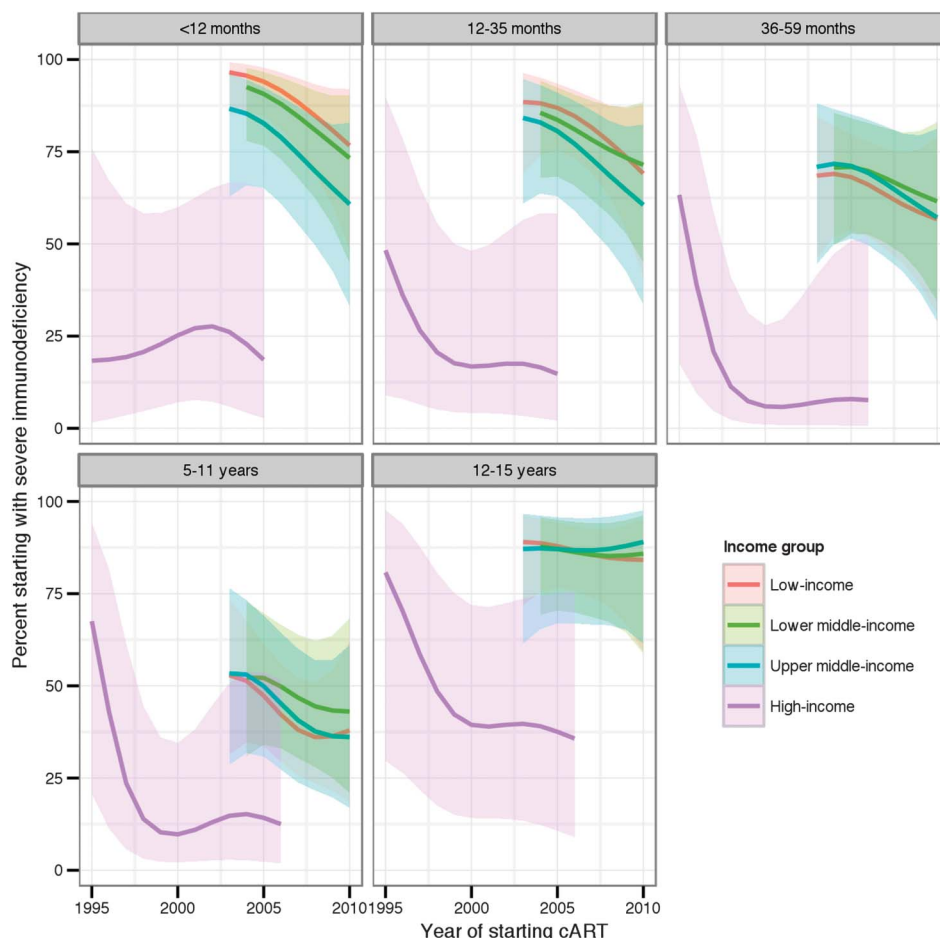 <12 months
12-35 months
36-59 months
100
75
50
25
0
5-11 years
12-15 years
100
75
50
25
0
1995
2000
2005
2010
1995
2000
2005
2010
Percent starting with severe immunodeficiency
Year of starting cART
Income group
Low-income
Lower middle-income
Upper middle-income
High-income